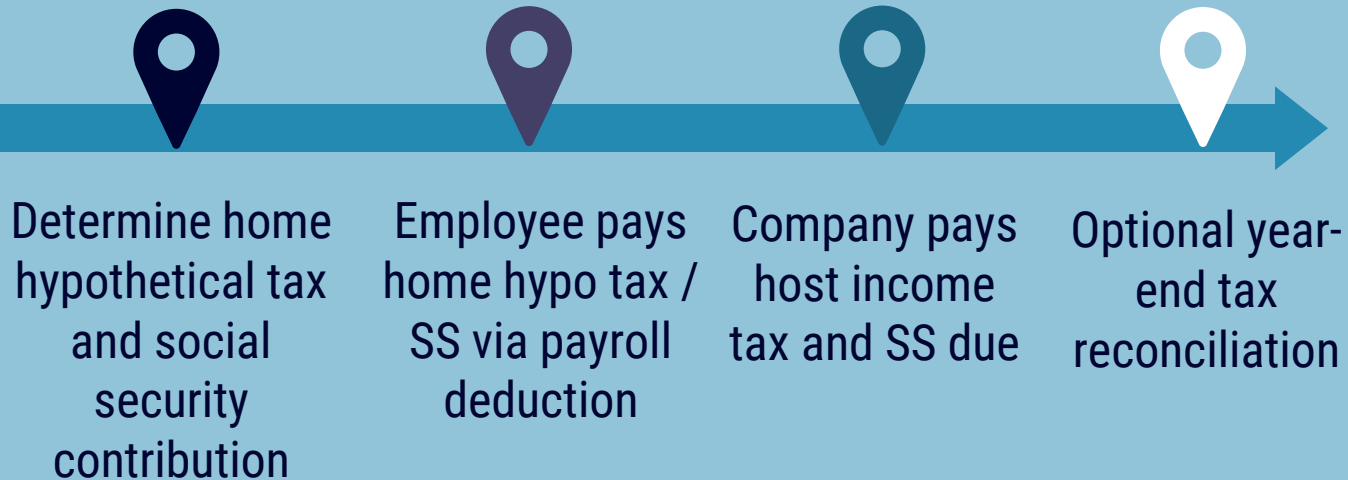 Determine home
hypothetical tax
and social
security
contribution
Employee pays
home hypo tax /
SS via payroll
deduction
Company pays
host income
tax and SS due
Optional year-
end tax
reconciliation